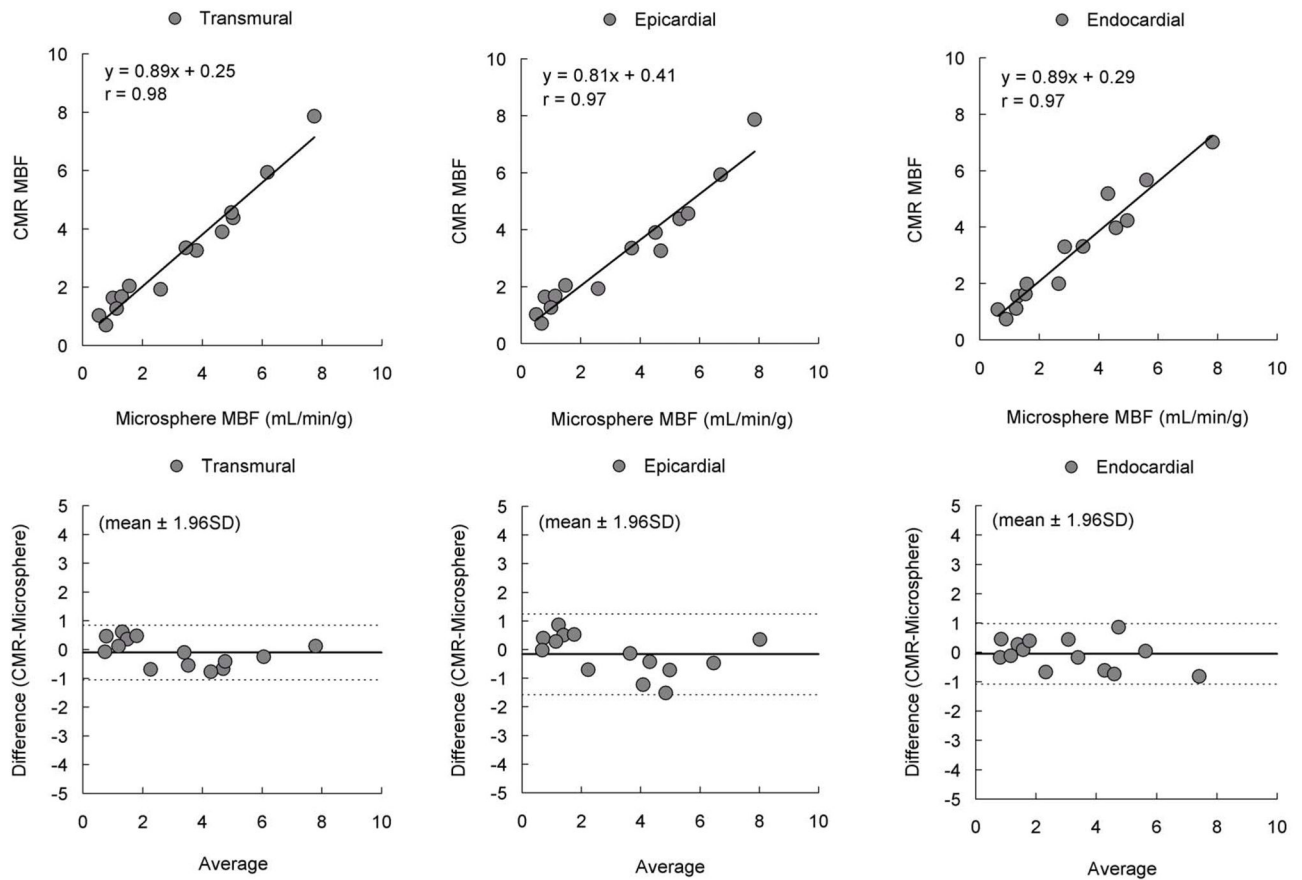 Transmural
y = 0.89x + 0.25
r = 0.98
CMR MBF
10
8
6
4
2
0
0 2 4 6 8 10
Microsphere MBF (mL/min/g)
Epicardial
y = 0.81x + 0.41
r = 0.97
CMR MBF
10
8
6
4
2
0
0 2 4 6 8 10
Microsphere MBF (mL/min/g)
Endocardial
y = 0.89x + 0.29
r = 0.97
CMR MBF
10
8
6
4
2
0
0 2 4 6 8 10
Microsphere MBF (mL/min/g)
Transmural
(mean ± 1.96SD)
Difference (CMR-Microsphere)
5
4
3
2
1
0
-1
-2
-3
-4
-5
0 2 4 6 8 10
Average
Epicardial
(mean ± 1.96SD)
Difference (CMR-Microsphere)
5
4
3
2
1
0
-1
-2
-3
-4
-5
0 2 4 6 8 10
Average
Endocardial
(mean ± 1.96SD)
Difference (CMR-Microsphere)
5
4
3
2
1
0
-1
-2
-3
-4
-5
0 2 4 6 8 10
Average